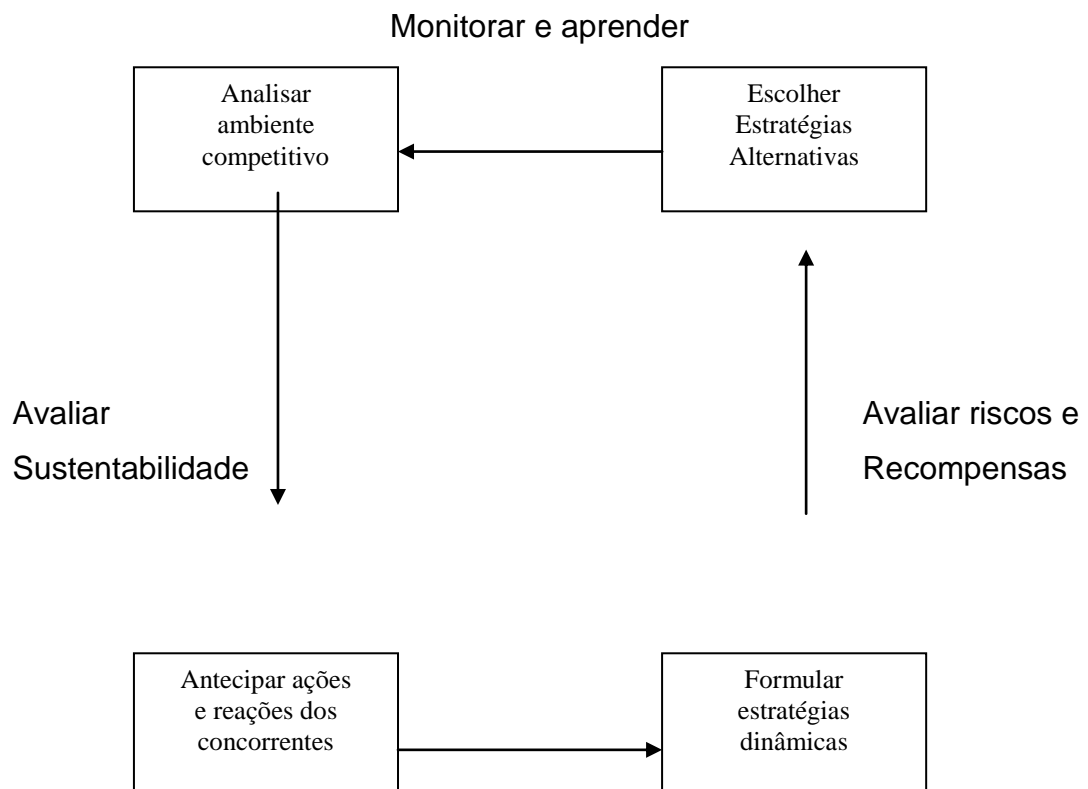 Monitorar e aprender
Analisar
ambiente
competitivo
Escolher
Estratégias
Alternativas
Avaliar
Sustentabilidade
Avaliar riscos e
Recompensas
Antecipar ações
e reações dos
concorrentes
Formular
estratégias
dinâmicas